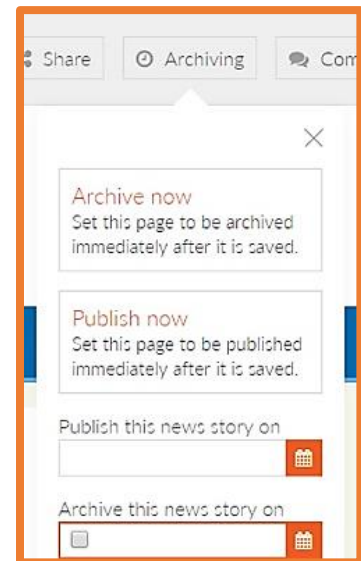 Share Archiving Com
Archive now
Set this page to be archived
immediately after it is saved.
Publish now
Set this page to be published
immediately after it is saved.
Publish this news story on
Archive this news story on